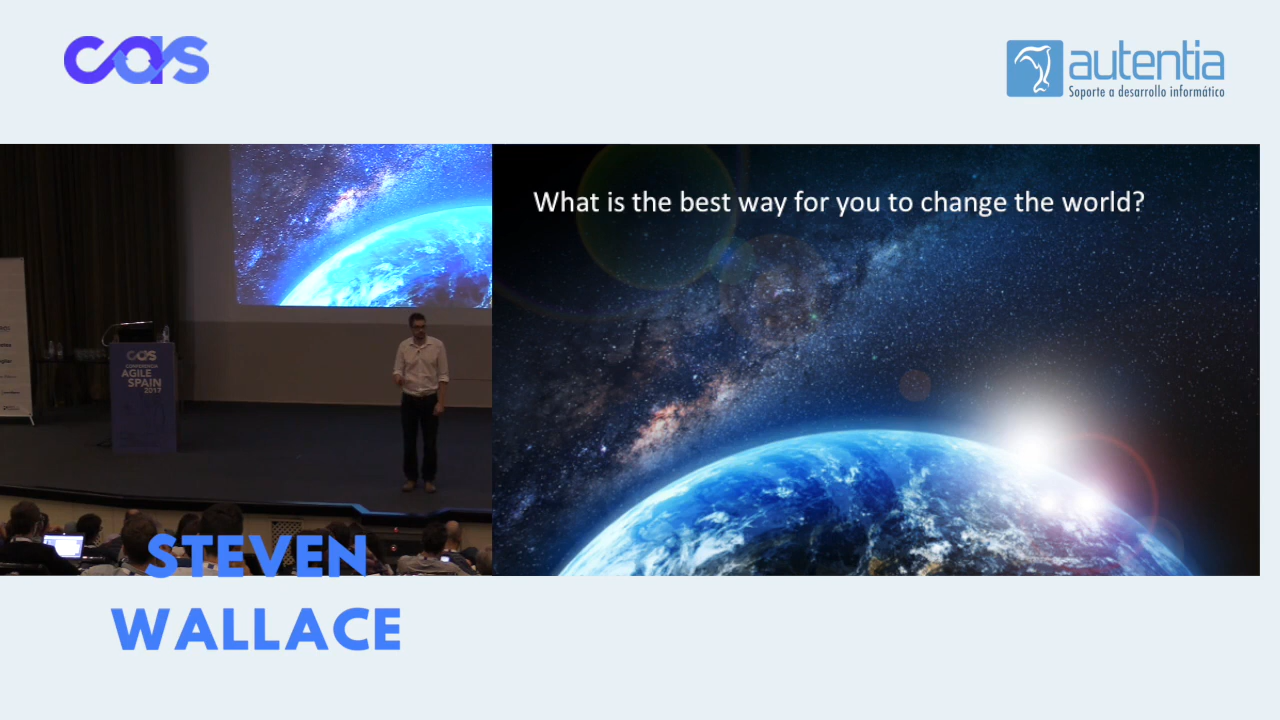 cas
autentia
Soporte a desarrollo informático
What is the best way for you to change the world?
cas
CONFERENCIA
AGILE
SPAIN
2017
STEVEN
WALLACE